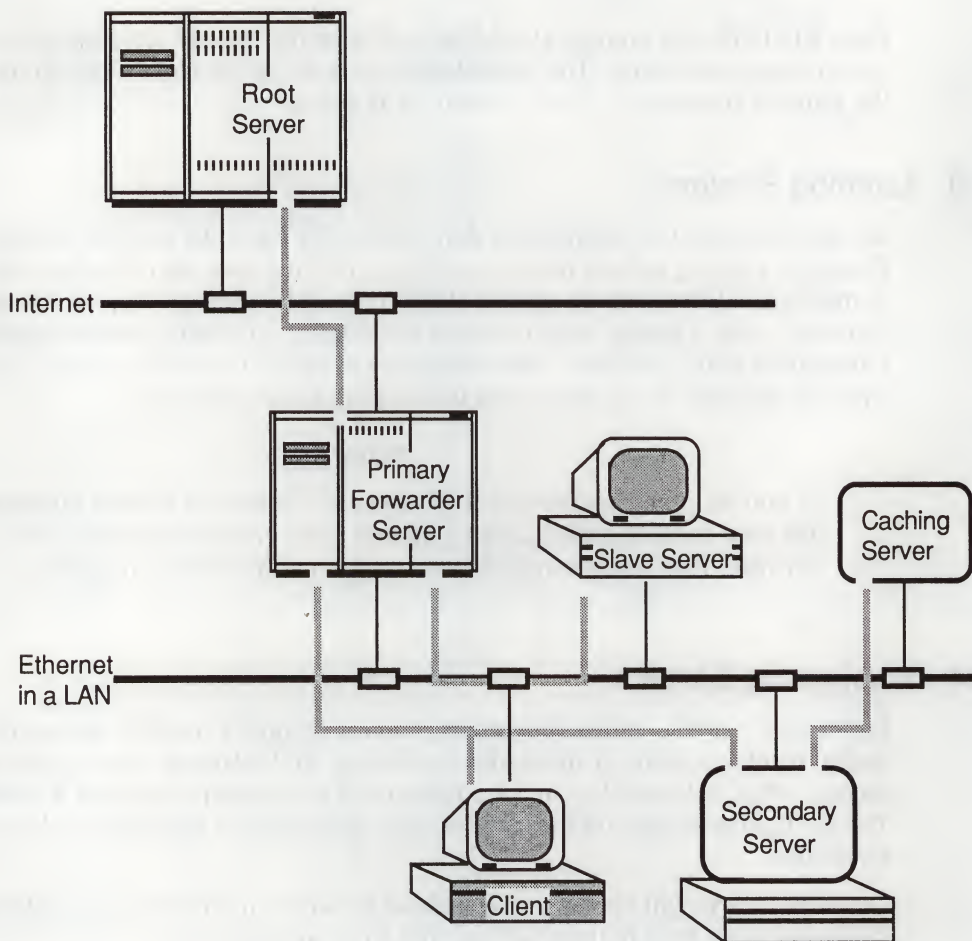 Root
Server
Internet
Primary
Forwarder
Server
Slave Server
Caching
Server
Ethernet
in a LAN
Secondary
Server
Client